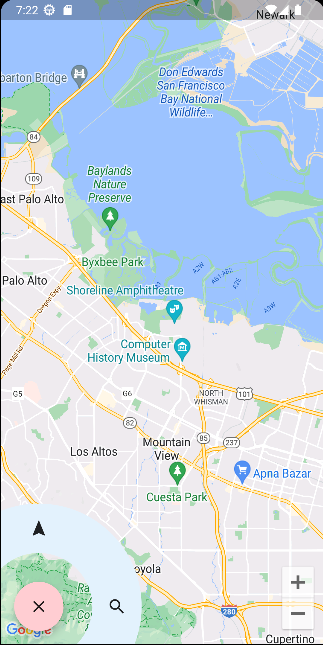 7:22
Newark
barton Bridge
Don Edwards
San Francisco
Bay National
Wildlife...
84
Baylands
Nature
Preserve
109
ast Palo Alto
Byxbee Park
Palo Alto
Shoreline Amphitheatre
Computer
History Museum
G5
G6
NORTH
WHISMAN
101
82
85
237
Mountain
View
Los Altos
Apna Bazar
Cuesta Park
oyola
280
Google
Cupertino